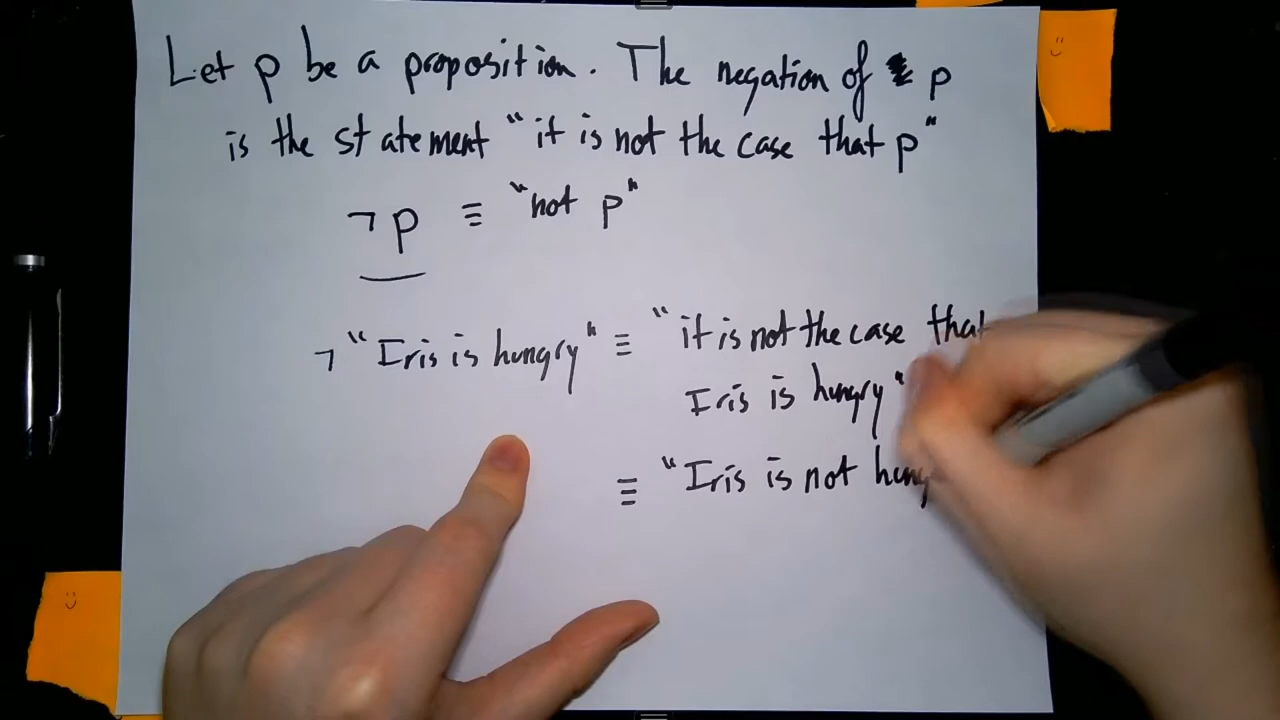 Let p be a proposition. The negation of p
is the statement "it is not the case that p"
¬p ≡ "not p"
¬ "Iris is hungry" ≡ "it is not the case that
Iris is hungry"
≡ "Iris is not